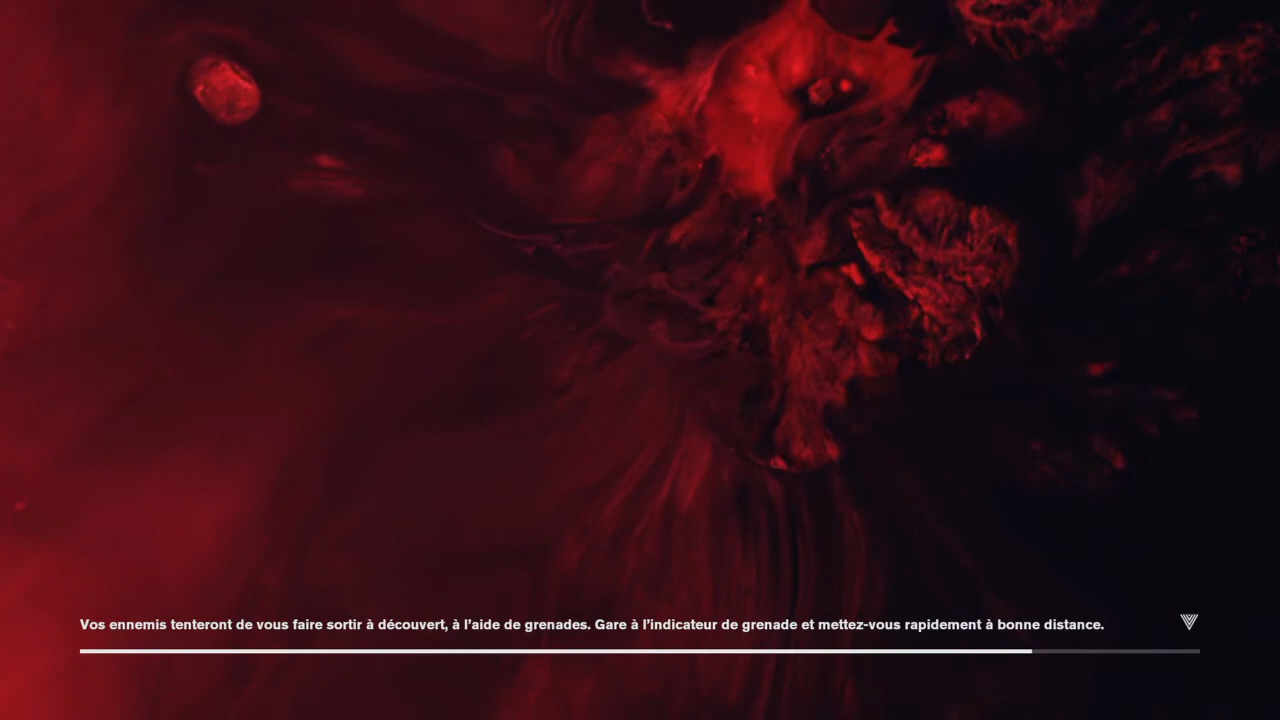 Vos ennemis tenteront de vous faire sortir à découvert, à l’aide de grenades. Gare à l’indicateur de grenade et mettez-vous rapidement à bonne distance.